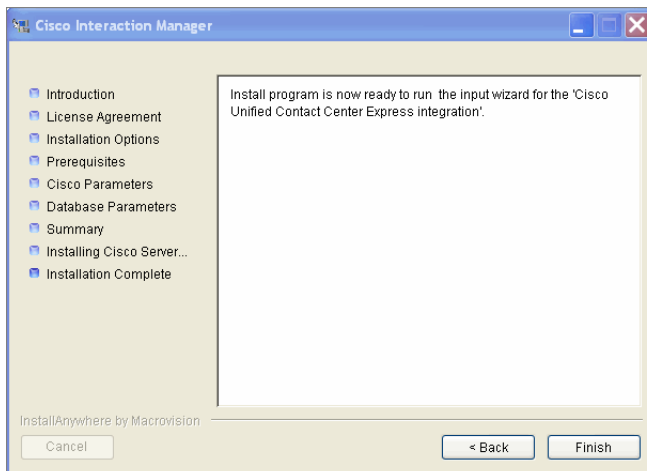 Cisco Interaction Manager
Introduction
License Agreement
Installation Options
Prerequisites
Cisco Parameters
Database Parameters
Summary
Installing Cisco Server...
Installation Complete
Install program is now ready to run the input wizard for the 'Cisco
Unified Contact Center Express integration'.
InstallAnywhere by Macrovision
Cancel
< Back
Finish